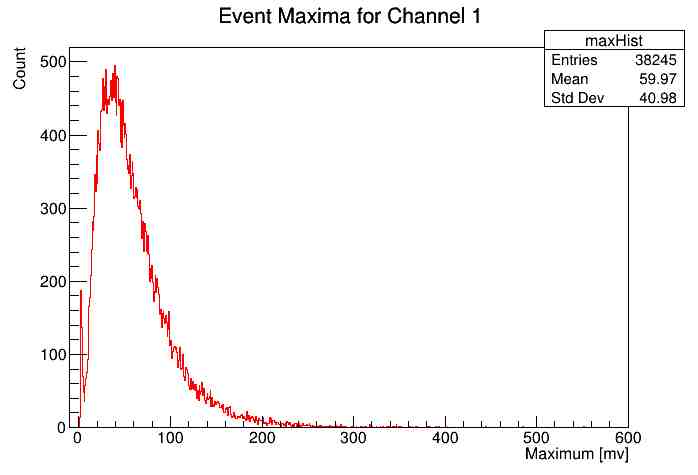 Event Maxima for Channel 1
maxHist
Entries 38245
Mean 59.97
Std Dev 40.98
Count
500
400
300
200
100
0
0 100 200 300 400 500 600
Maximum [mv]